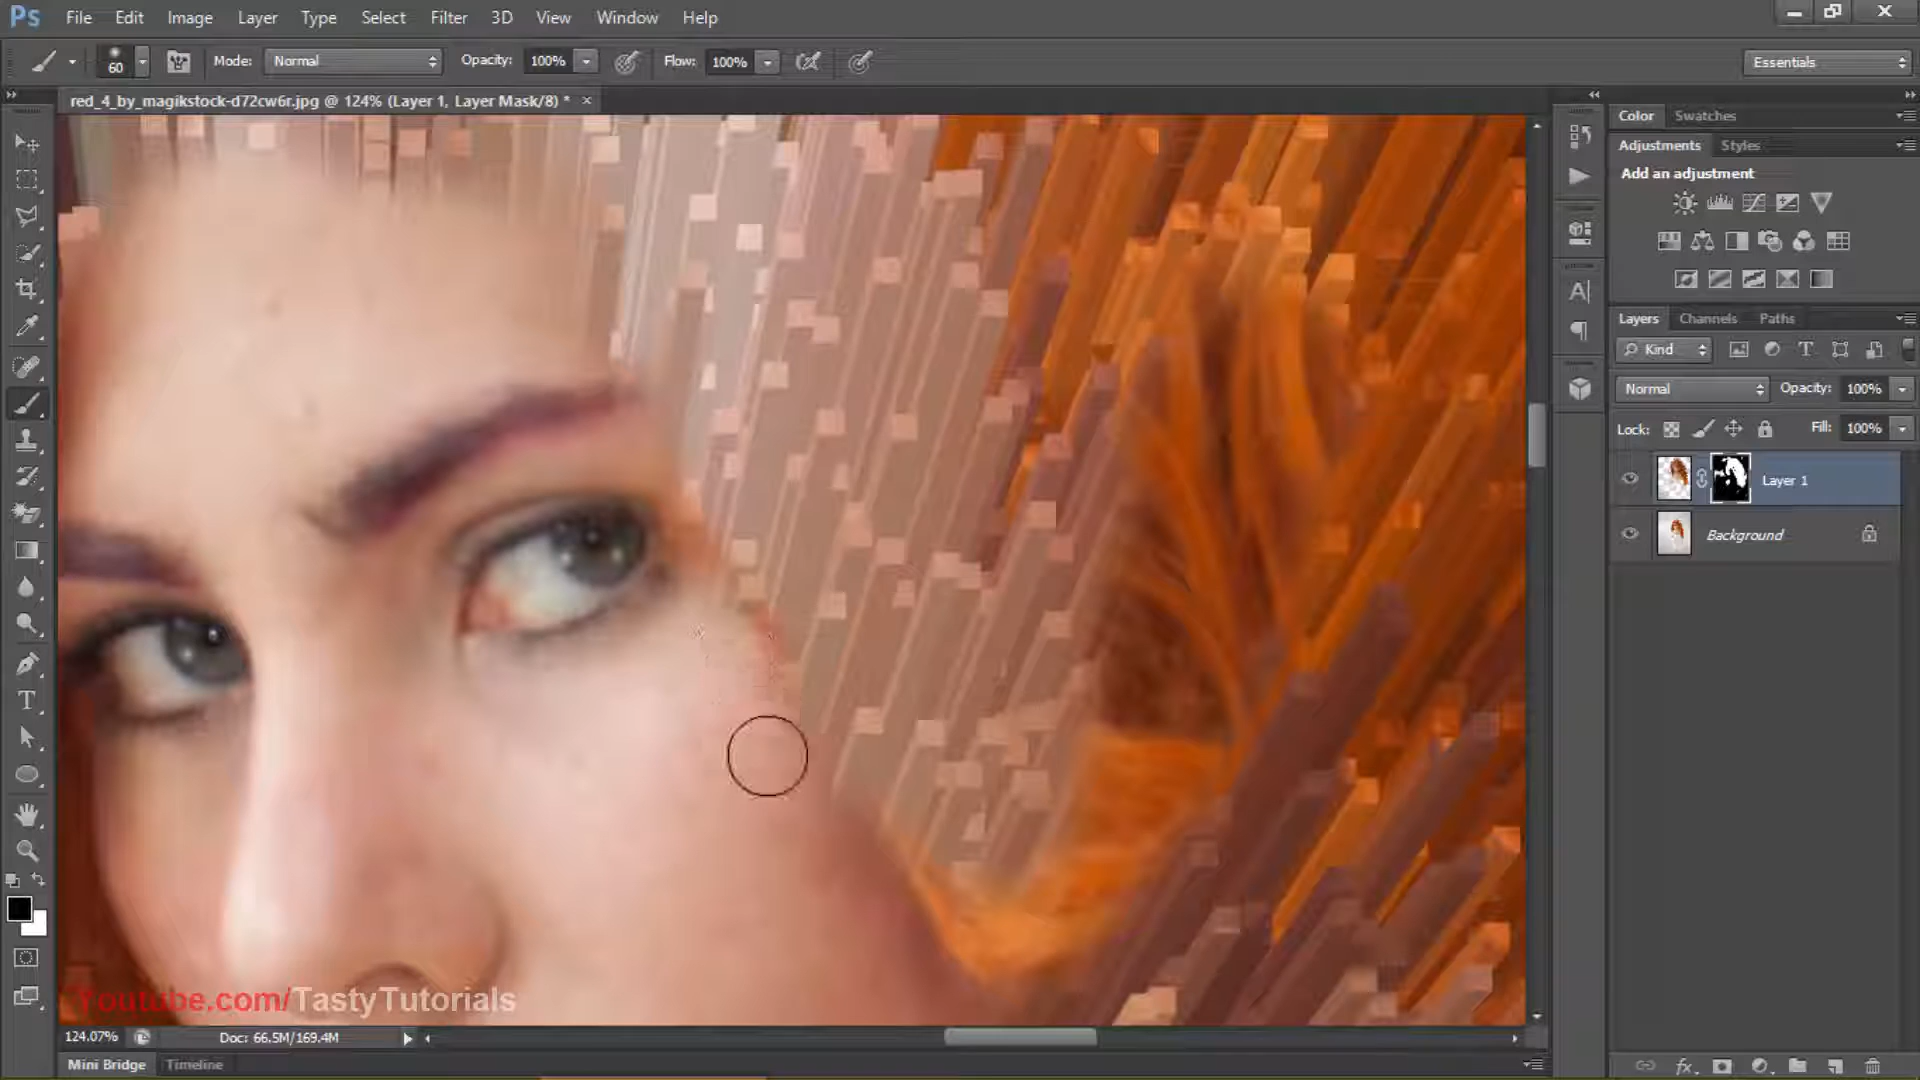 Ps File Edit Image Layer Type Select Filter 3D View Window Help
60 Mode: Normal Opacity: 100% Flow: 100% Essentials
red_4_by_magikstock-d72cw6r.jpg @ 124% (Layer 1, Layer Mask/8) * ×
Color Swatches
Adjustments Styles
Add an adjustment
Layers Channels Paths
Kind
Normal Opacity: 100%
Lock: Fill: 100%
Layer 1
Background
Youtube.com/TastyTutorials
124.07% Doc: 66.5M/169.4M
Mini Bridge Timeline